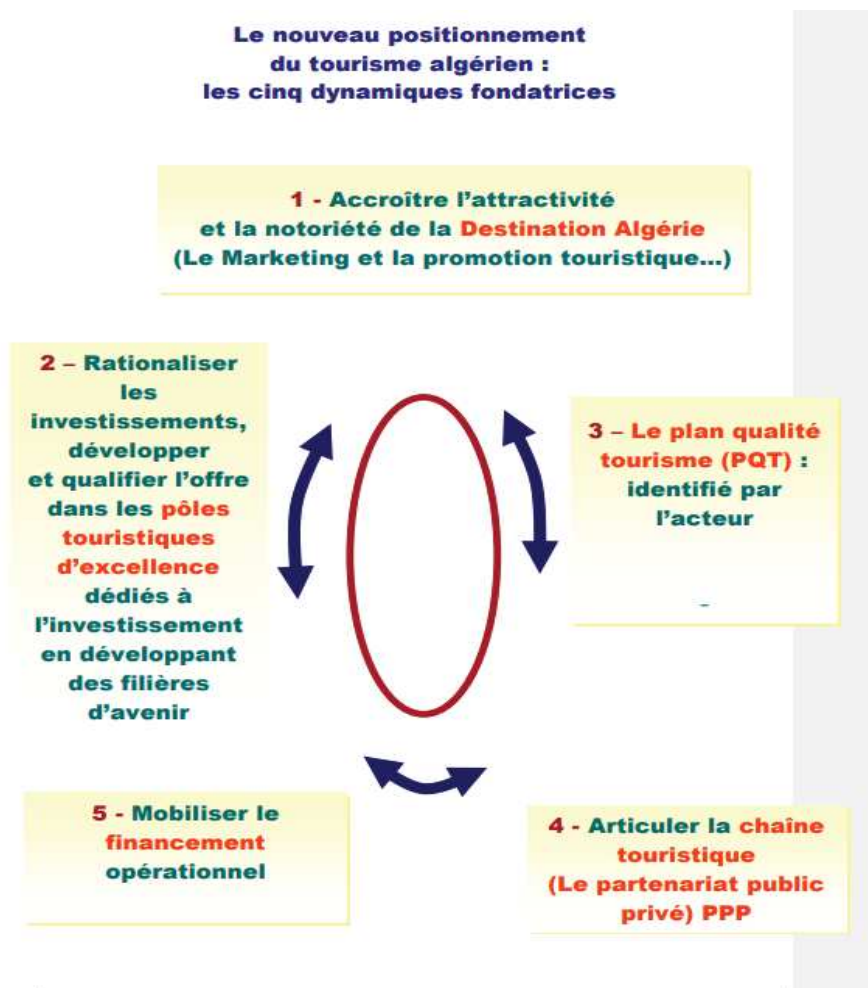 Le nouveau positionnement
du tourisme algérien :
les cinq dynamiques fondatrices
1 - Accroître l’attractivité
et la notoriété de la Destination Algérie
(Le Marketing et la promotion touristique...)
2 – Rationaliser
les
investissements,
développer
et qualifier l’offre
dans les pôles
touristiques
d’excellence
dédiés à
l’investissement
en développant
des filières
d’avenir
3 – Le plan qualité
tourisme (PQT) :
identifié par
l’acteur
-
5 - Mobiliser le
financement
opérationnel
4 - Articuler la chaîne
touristique
(Le partenariat public
privé) PPP